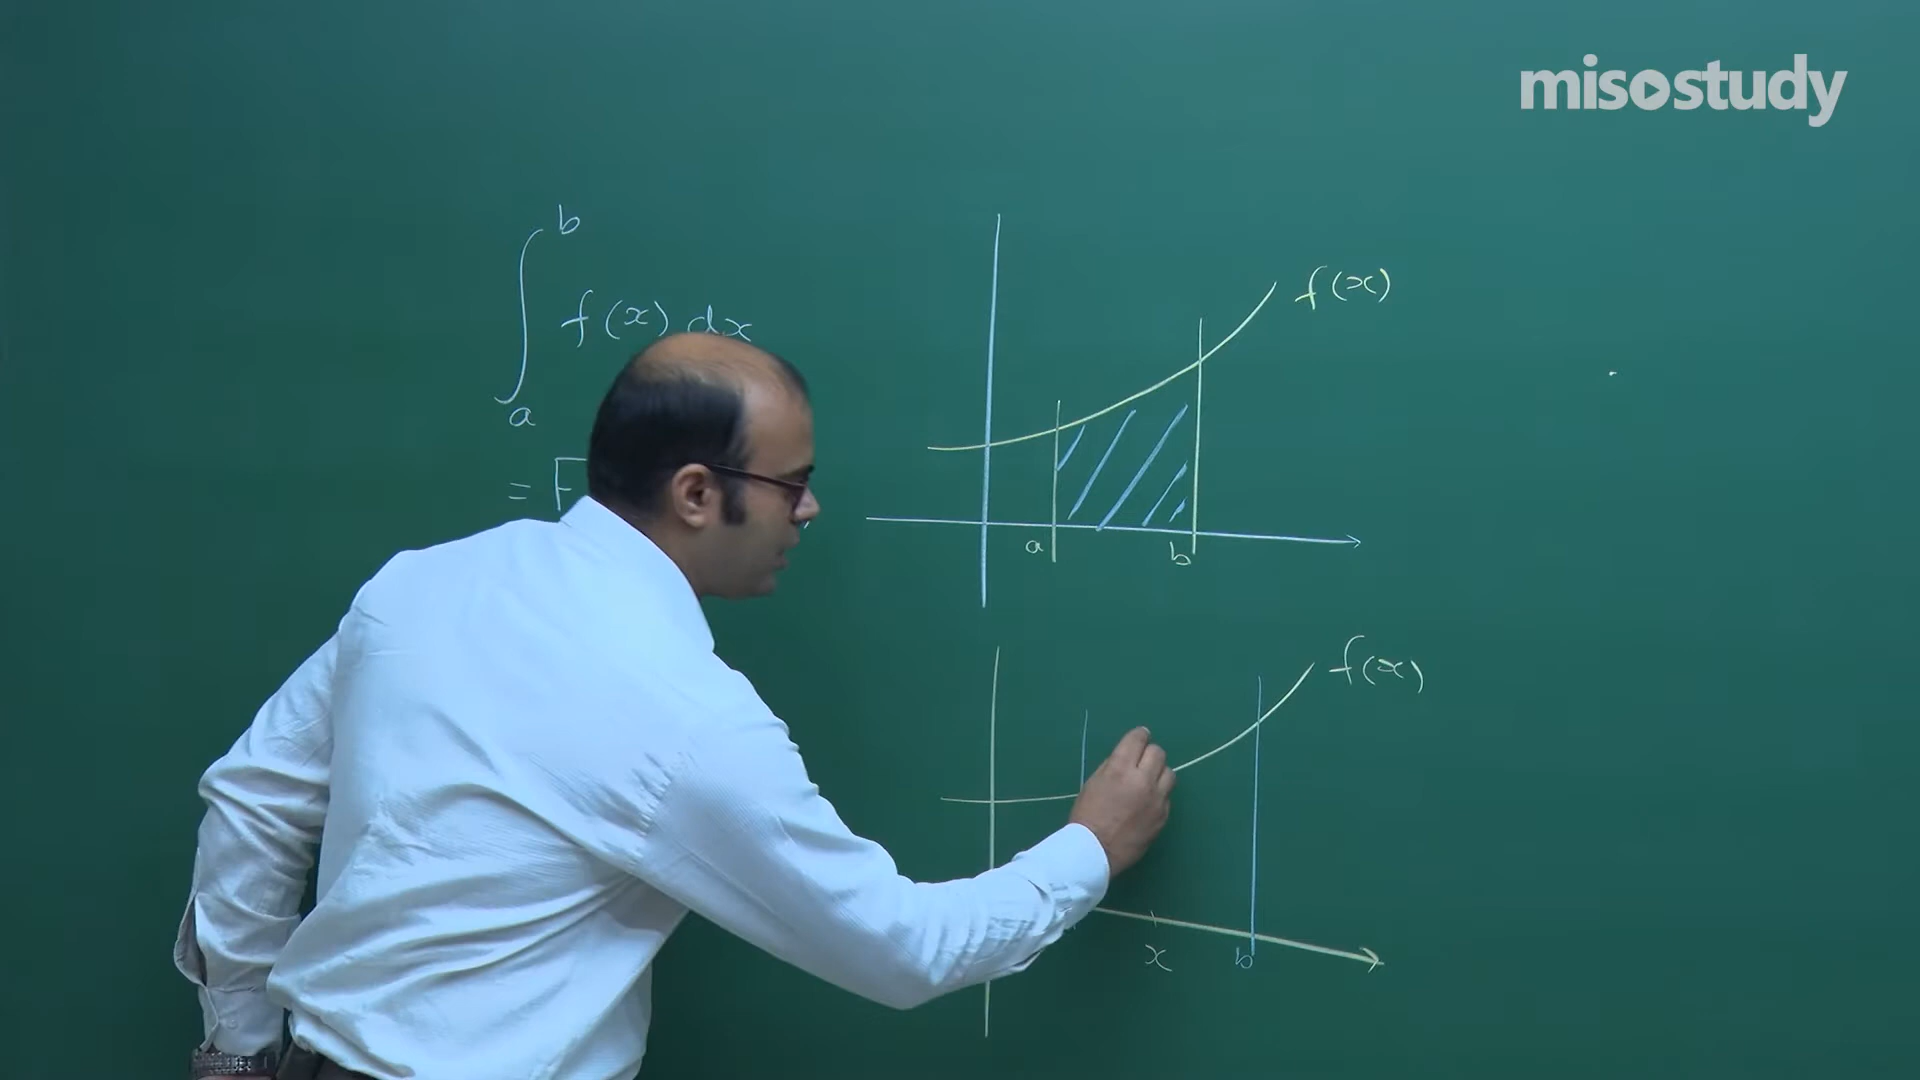 misostudy
b
∫ f(x) dx
a
= F
f(x)
a
b
f(x)
x
b